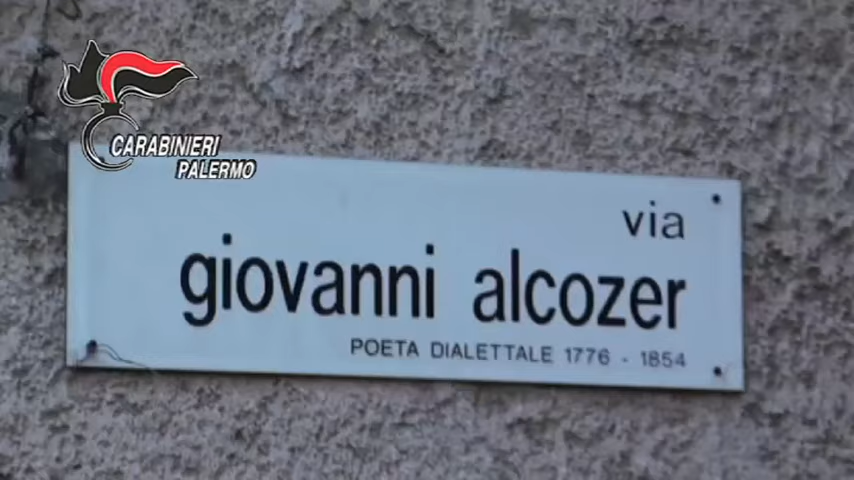 CARABINIERI
PALERMO
via
giovanni alcozer
POETA DIALETTALE 1776 - 1854